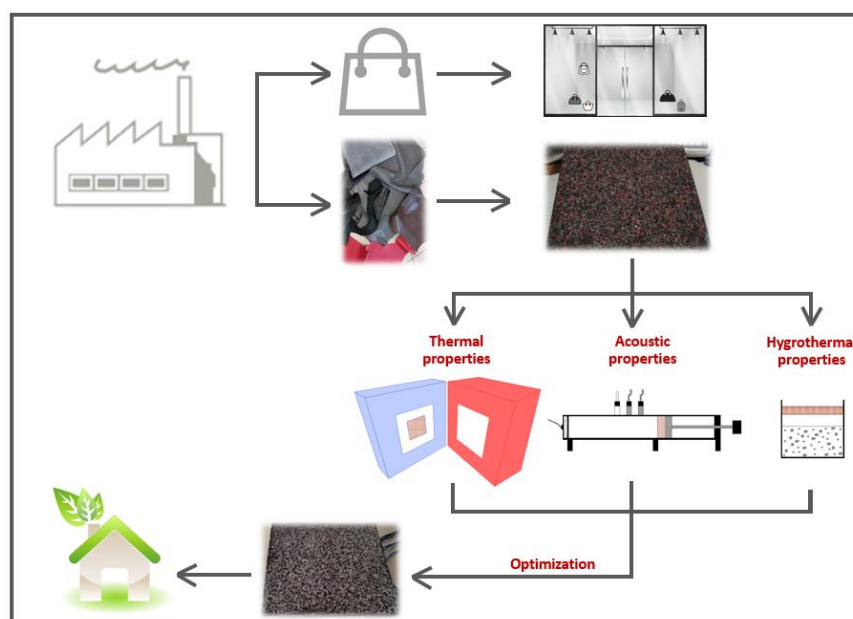 Thermal
properties
Acoustic
properties
Hygrotherma
properties
Optimization